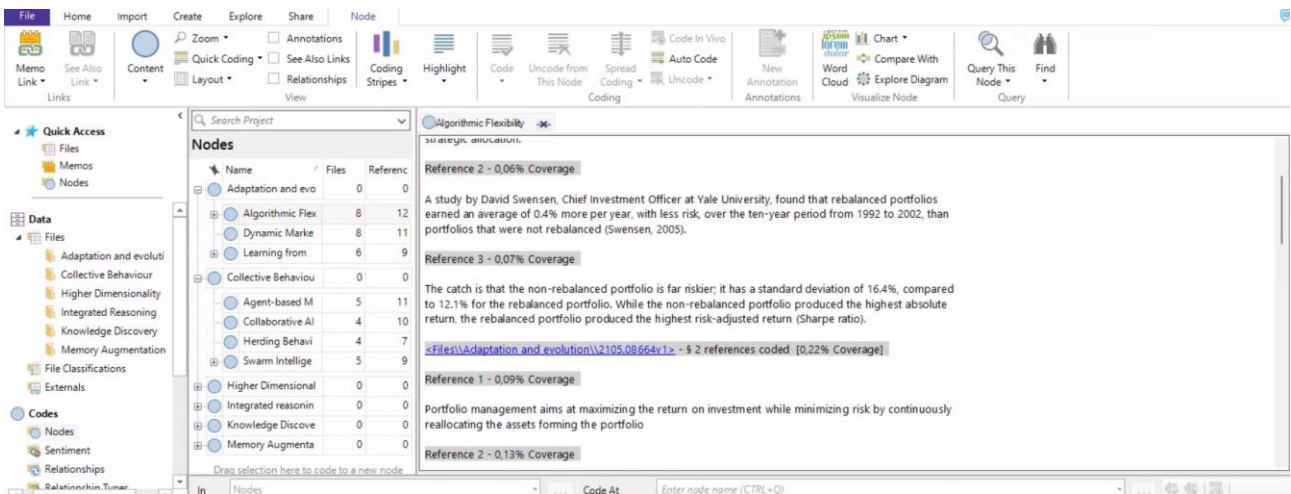 File Home Import Create Explore Share Node
Memo Link
See Also Link
Links
Content
Zoom
Quick Coding
Layout
Annotations
See Also Links
Relationships
View
Coding Stripes
Highlight
Code
Uncode from This Node
Spread Coding
Code In Vivo
Auto Code
Uncode
Coding
New Annotation
Annotations
lorem
dolor
Word Cloud
Chart
Compare With
Explore Diagram
Visualize Node
Query This Node
Find
Query
Quick Access
Files
Memos
Nodes
Data
Files
Adaptation and evoluti
Collective Behaviour
Higher Dimensionality
Integrated Reasoning
Knowledge Discovery
Memory Augmentation
File Classifications
Externals
Codes
Nodes
Sentiment
Relationships
Relationship Types
Search Project
Nodes
Name Files Referenc
Adaptation and evo 0 0
Algorithmic Flex 8 12
Dynamic Marke 8 11
Learning from 6 9
Collective Behaviou 0 0
Agent-based M 5 11
Collaborative AI 4 10
Herding Behavi 4 7
Swarm Intellige 5 9
Higher Dimensional 0 0
Integrated reasonin 0 0
Knowledge Discove 0 0
Memory Augmenta 0 0
Drag selection here to code to a new node
Algorithmic Flexibility
strategic allocation.
Reference 2 - 0,06% Coverage
A study by David Swensen, Chief Investment Officer at Yale University, found that rebalanced portfolios
earned an average of 0.4% more per year, with less risk, over the ten-year period from 1992 to 2002, than
portfolios that were not rebalanced (Swensen, 2005).
Reference 3 - 0,07% Coverage
The catch is that the non-rebalanced portfolio is far riskier; it has a standard deviation of 16.4%, compared
to 12.1% for the rebalanced portfolio. While the non-rebalanced portfolio produced the highest absolute
return, the rebalanced portfolio produced the highest risk-adjusted return (Sharpe ratio).
<Files\\Adaptation and evolution\\2105.08664v1> - § 2 references coded [0,22% Coverage]
Reference 1 - 0,09% Coverage
Portfolio management aims at maximizing the return on investment while minimizing risk by continuously
reallocating the assets forming the portfolio
Reference 2 - 0,13% Coverage
In Nodes ... Code At Enter node name (CTRL+Q) ...